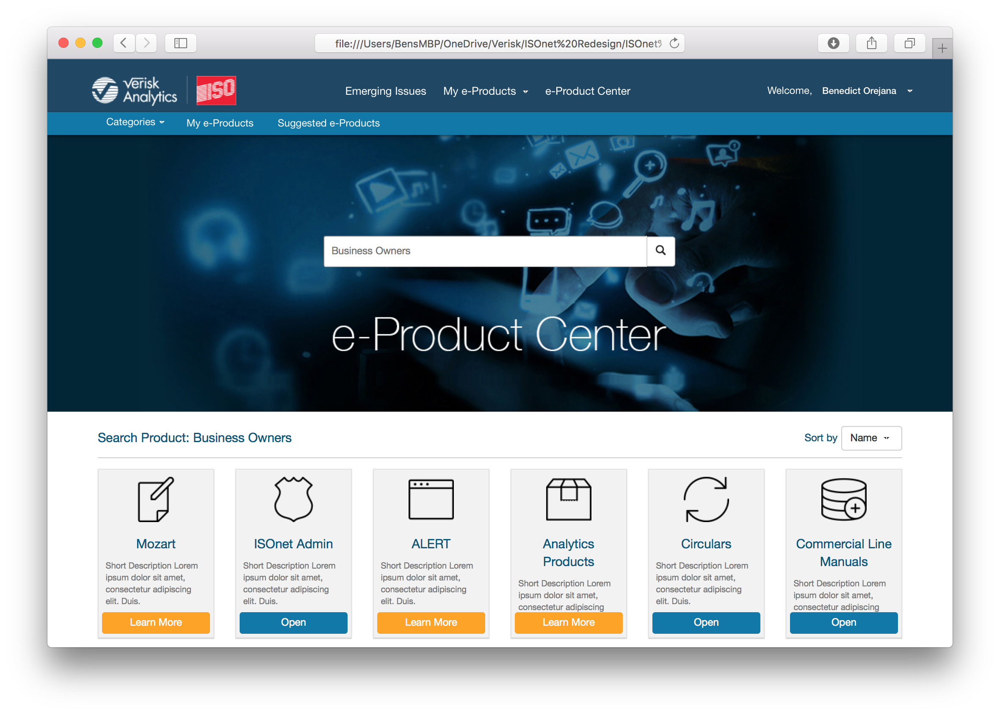 file:///Users/BensMBP/OneDrive/Verisk/ISOnet%20Redesign/ISOnet%
Verisk
Analytics
ISO
Emerging Issues
My e-Products
e-Product Center
Welcome, Benedict Orejana
Categories
My e-Products
Suggested e-Products
Business Owners
e-Product Center
Search Product: Business Owners
Sort by
Name
Mozart
Short Description Lorem
ipsum dolor sit amet,
consectetur adipiscing
elit. Duis.
Learn More
ISOnet Admin
Short Description Lorem
ipsum dolor sit amet,
consectetur adipiscing
elit. Duis.
Open
ALERT
Short Description Lorem
ipsum dolor sit amet,
consectetur adipiscing
elit. Duis.
Learn More
Analytics
Products
Short Description Lorem
ipsum dolor sit amet,
consectetur adipiscing
Learn More
Circulars
Short Description Lorem
ipsum dolor sit amet,
consectetur adipiscing
elit. Duis.
Open
Commercial Line
Manuals
Short Description Lorem
ipsum dolor sit amet,
consectetur adipiscing
Open